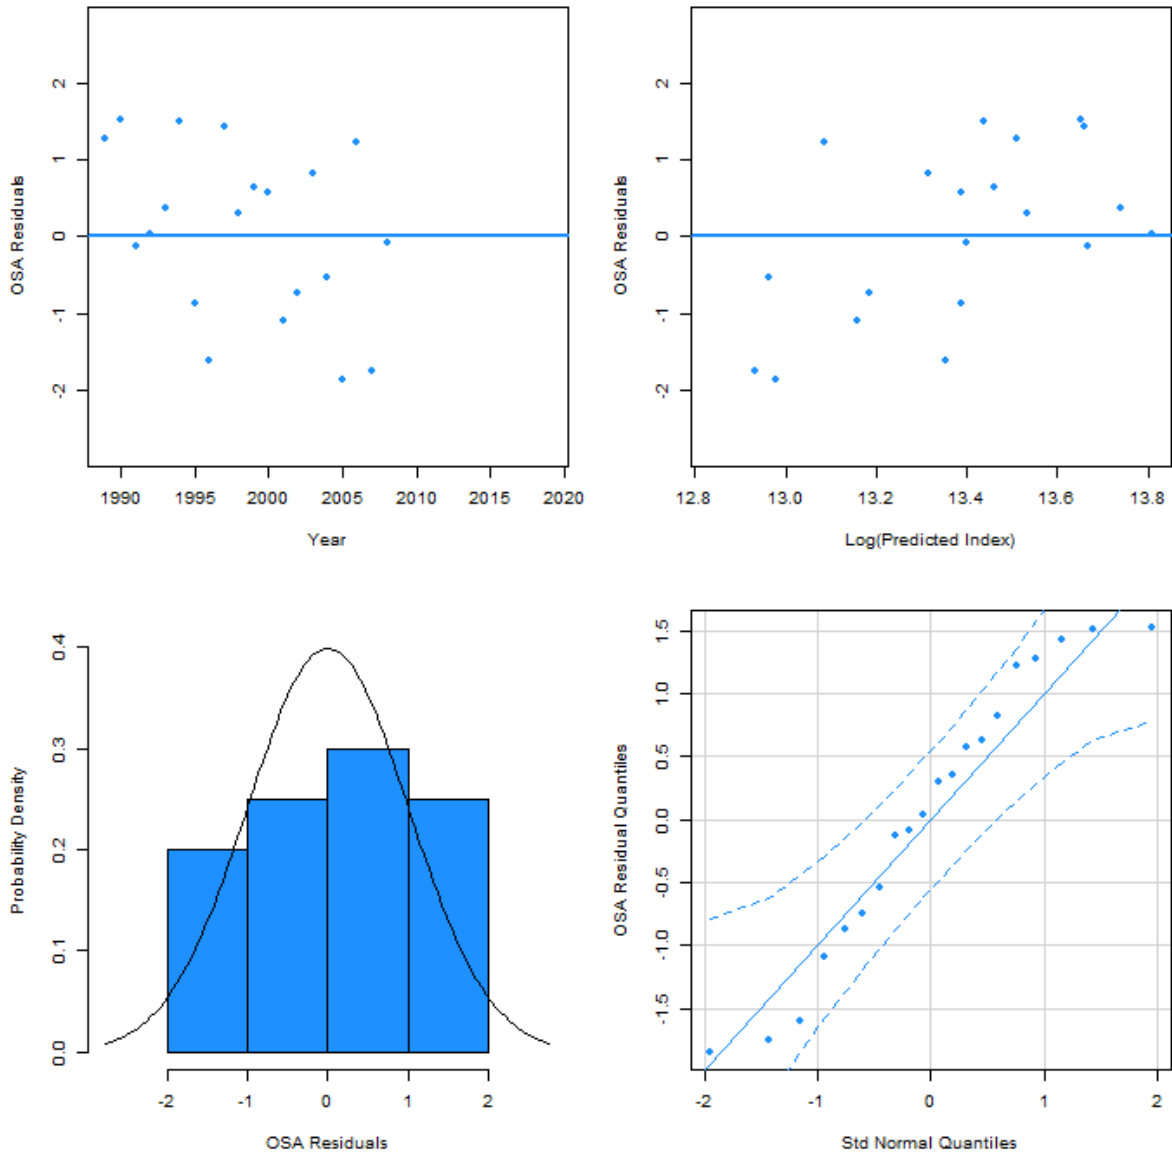 OSA Residuals
2
1
0
-1
-2
1990 1995 2000 2005 2010 2015 2020
Year
OSA Residuals
2
1
0
-1
-2
12.8 13.0 13.2 13.4 13.6 13.8
Log(Predicted Index)
Probability Density
0.4
0.3
0.2
0.1
0.0
-2 -1 0 1 2
OSA Residuals
OSA Residual Quantiles
1.5
1.0
0.5
0.0
-0.5
-1.0
-1.5
-2 -1 0 1 2
Std Normal Quantiles